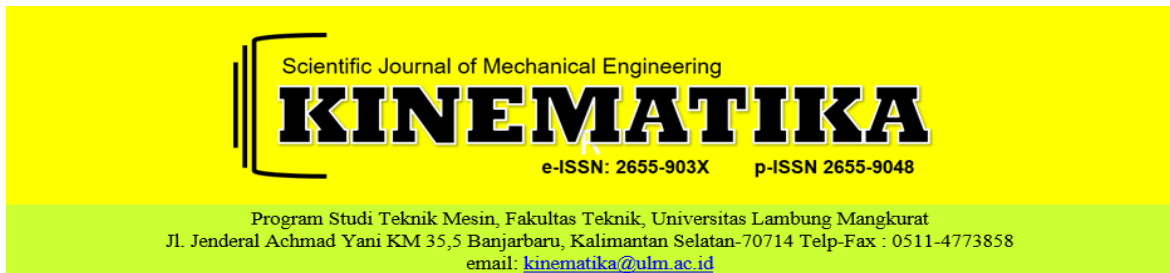 Scientific Journal of Mechanical Engineering
KINEMATIKA
e-ISSN: 2655-903X p-ISSN 2655-9048
Program Studi Teknik Mesin, Fakultas Teknik, Universitas Lambung Mangkurat
Jl. Jenderal Achmad Yani KM 35,5 Banjarbaru, Kalimantan Selatan-70714 Telp-Fax : 0511-4773858
email: kinematika@ulm.ac.id